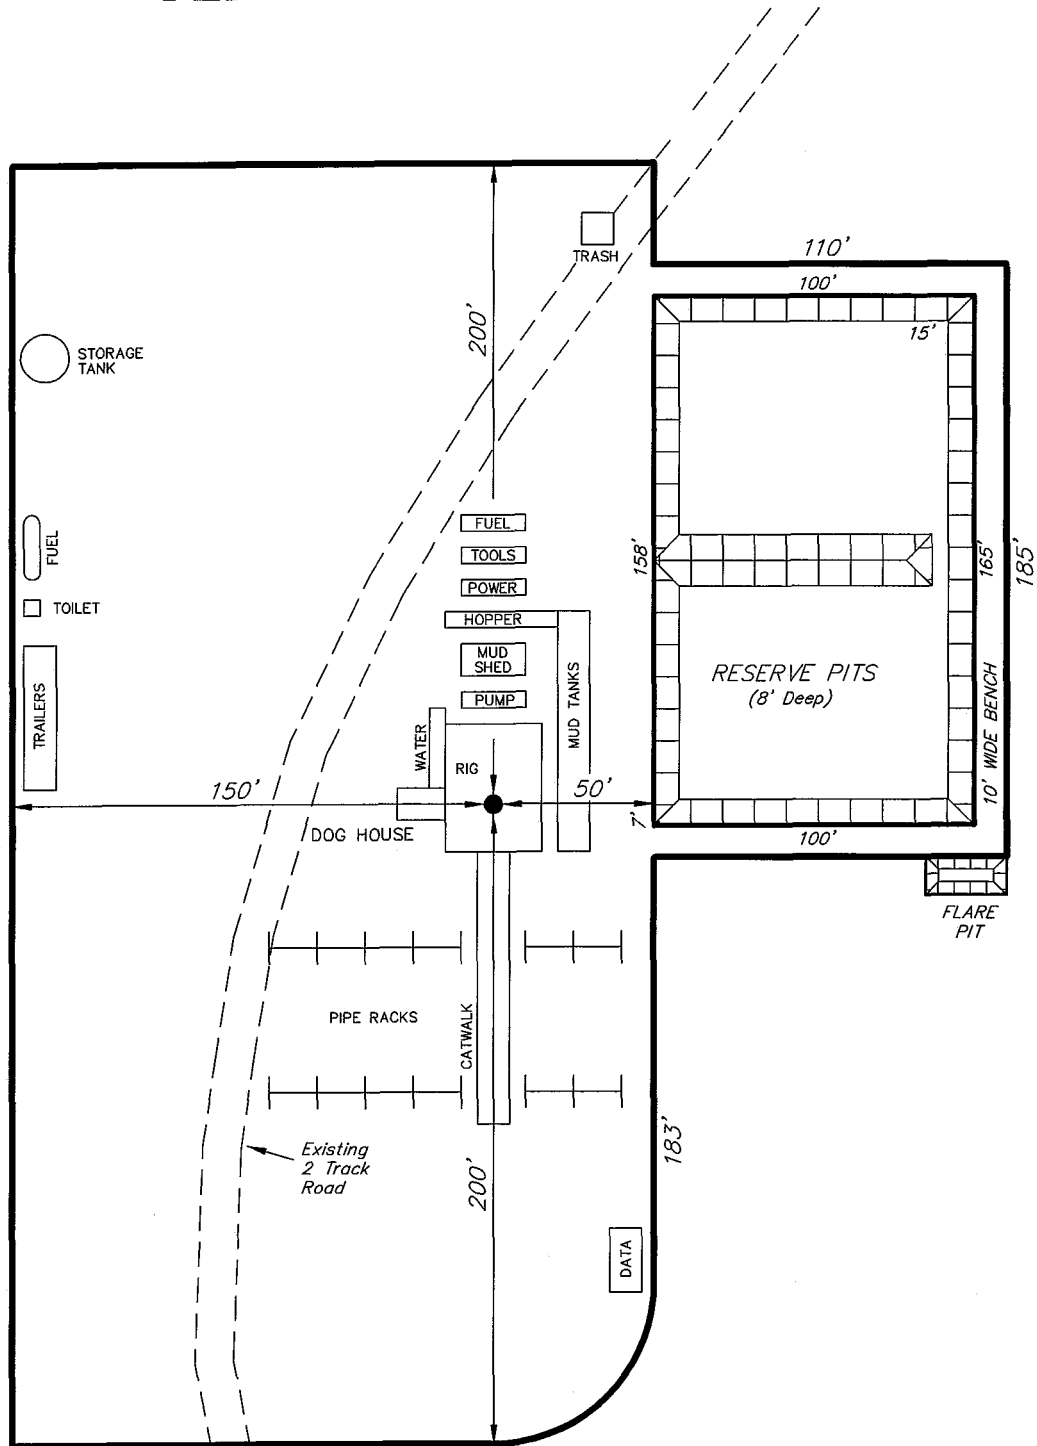 110'
100'
TRASH
15'
200'
STORAGE
TANK
FUEL
FUEL
TOOLS
158'
165'
185'
POWER
TOILET
HOPPER
MUD
SHED
RESERVE PITS
(8' Deep)
TRAILERS
PUMP
MUD TANKS
WATER
RIG
10' WIDE BENCH
150'
50'
7'
DOG HOUSE
100'
FLARE
PIT
PIPE RACKS
CATWALK
183'
Existing
2 Track
Road
200'
DATA